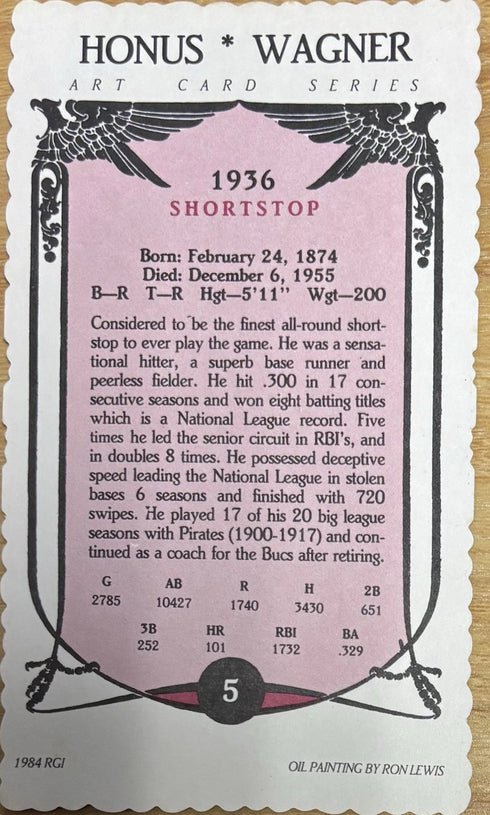 HONUS * WAGNER
ART CARD SERIES
1936
SHORTSTOP
Born: February 24, 1874
Died: December 6, 1955
B—R T—R Hgt—5'11" Wgt—200
Considered to be the finest all-round short-
stop to ever play the game. He was a sensa-
tional hitter, a superb base runner and
peerless fielder. He hit .300 in 17 con-
secutive seasons and won eight batting titles
which is a National League record. Five
times he led the senior circuit in RBI's, and
in doubles 8 times. He possessed deceptive
speed leading the National League in stolen
bases 6 seasons and finished with 720
swipes. He played 17 of his 20 big league
seasons with Pirates (1900-1917) and con-
tinued as a coach for the Bucs after retiring.
G AB R H 2B
2785 10427 1740 3430 651
3B HR RBI BA
252 101 1732 .329
5
1984 RGI
OIL PAINTING BY RON LEWIS